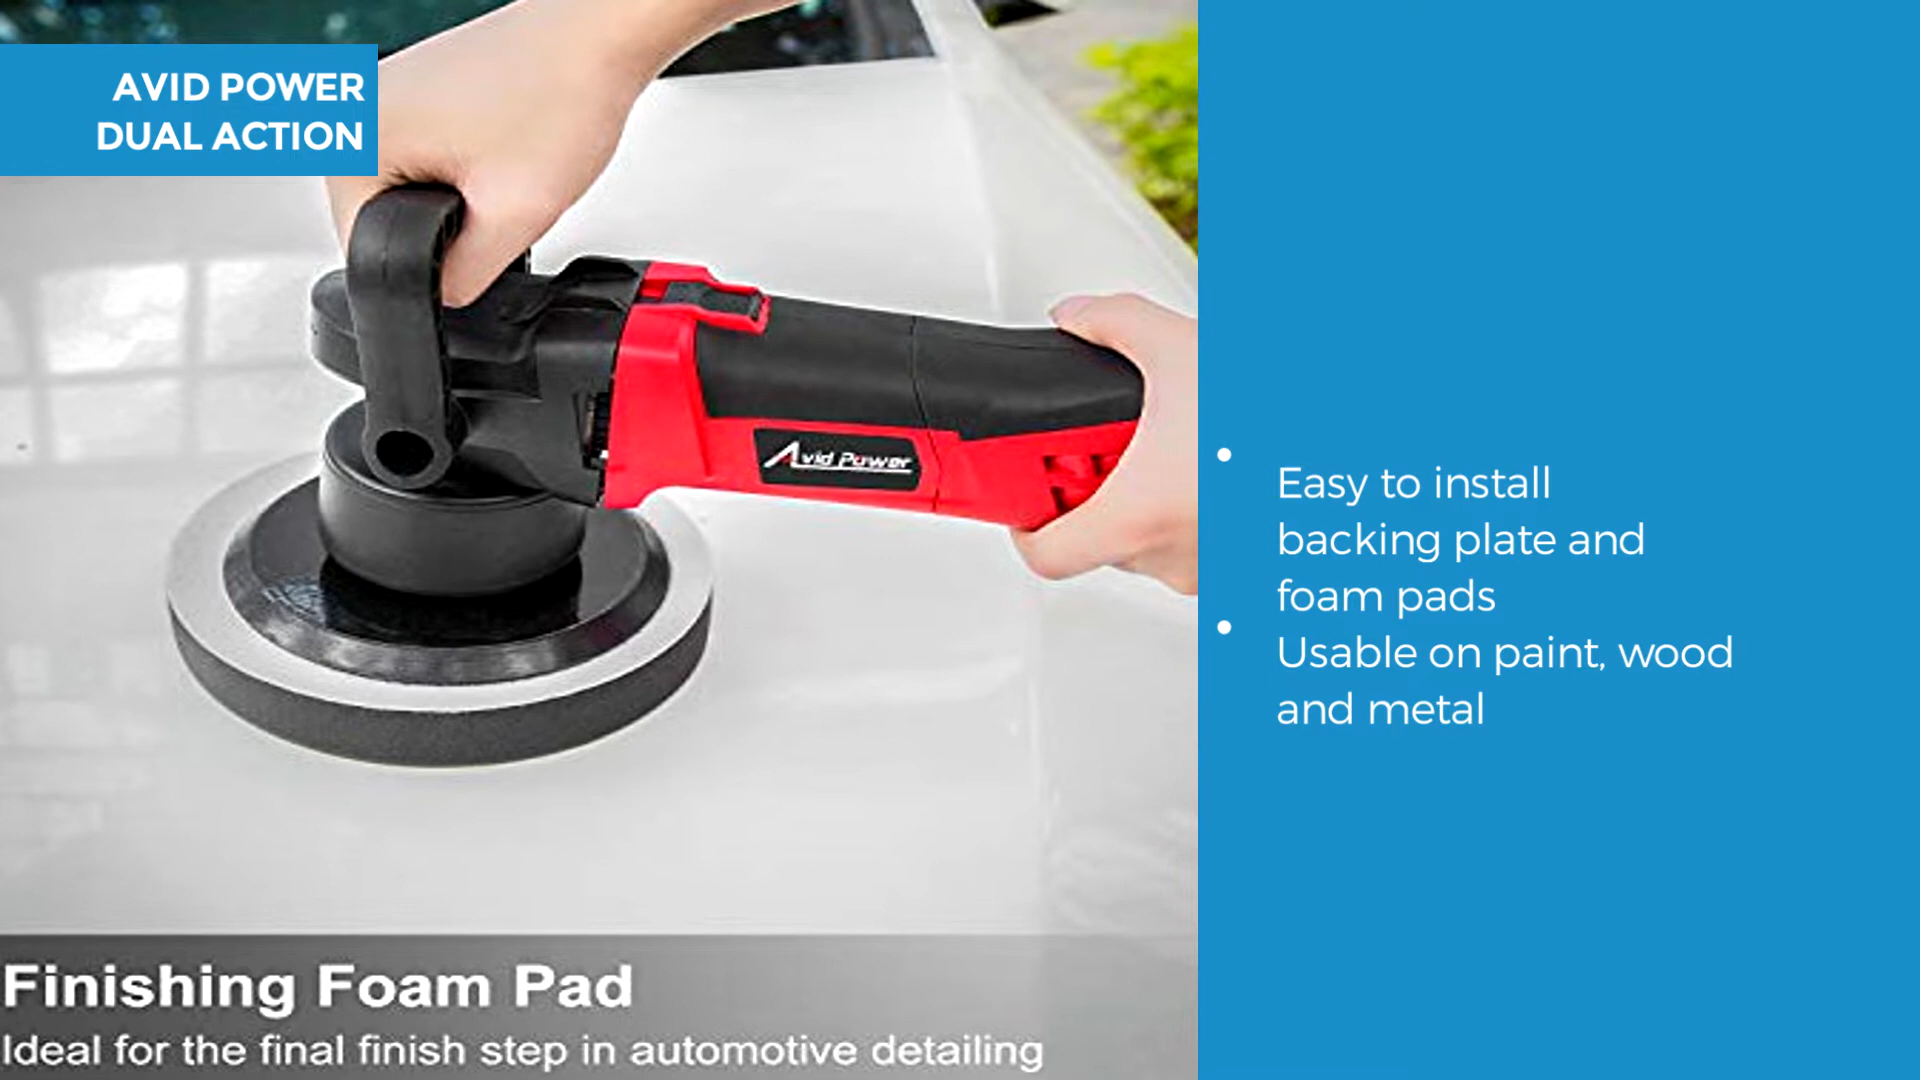 AVID POWER
DUAL ACTION
Avid Power
Easy to install
backing plate and
foam pads
Usable on paint, wood
and metal
Finishing Foam Pad
Ideal for the final finish step in automotive detailing